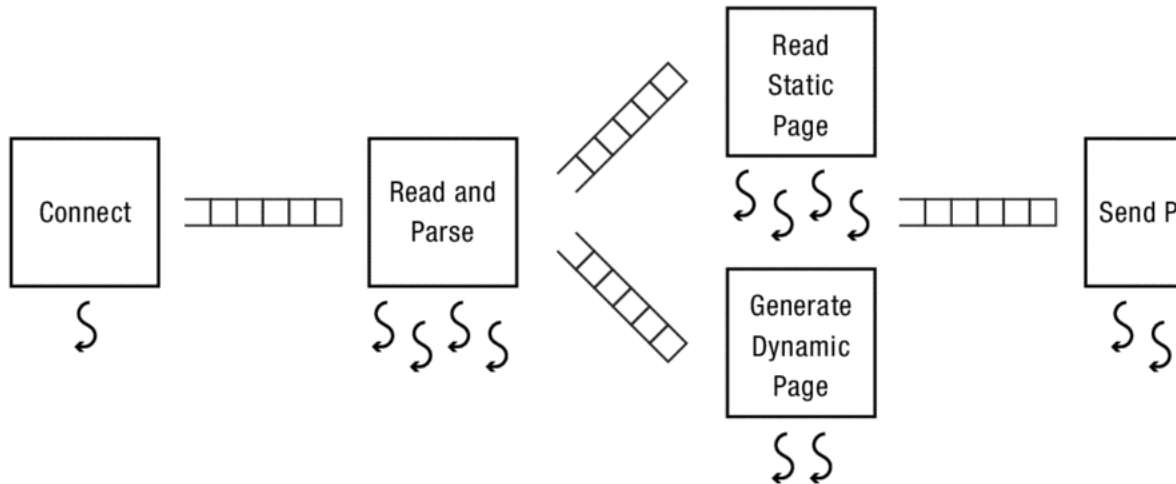 Connect
Read and
Parse
Read
Static
Page
Generate
Dynamic
Page
Send P